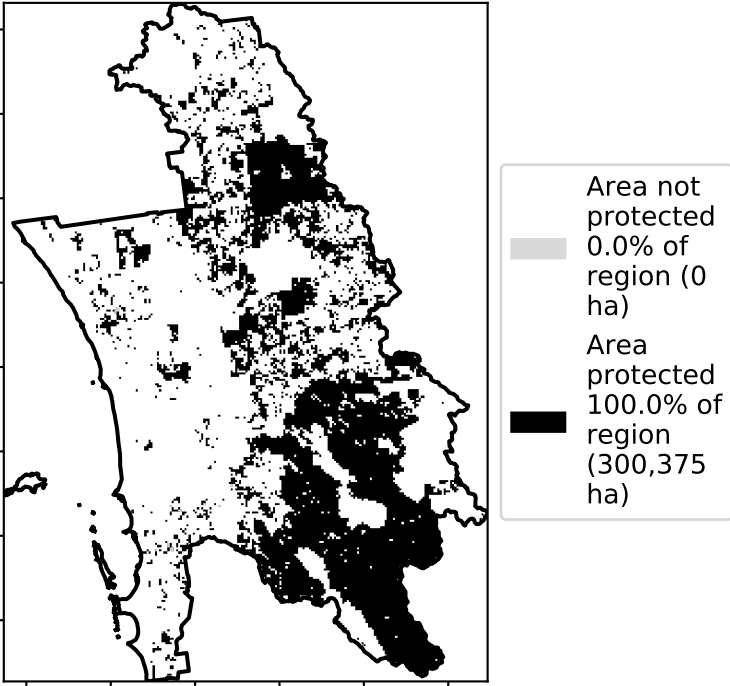 Area not
protected
0.0% of
region (0
ha)
Area
protected
100.0% of
region
(300,375
ha)